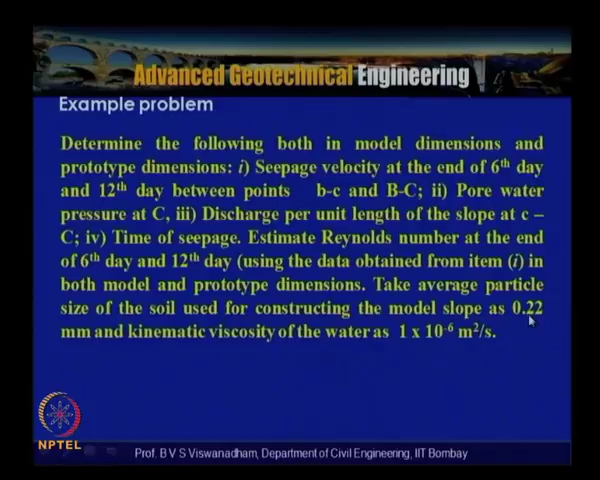 Advanced Geotechnical Engineering
Example problem
Determine the following both in model dimensions and
prototype dimensions: i) Seepage velocity at the end of 6th day
and 12th day between points b-c and B-C; ii) Pore water
pressure at C, iii) Discharge per unit length of the slope at c –
C; iv) Time of seepage. Estimate Reynolds number at the end
of 6th day and 12th day (using the data obtained from item (i) in
both model and prototype dimensions. Take average particle
size of the soil used for constructing the model slope as 0.22
mm and kinematic viscosity of the water as 1 x 10⁻⁶ m²/s.
NPTEL
Prof. B V S Viswanadham, Department of Civil Engineering, IIT Bombay